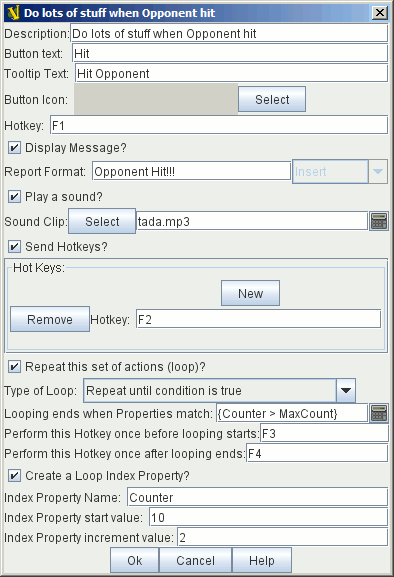 Do lots of stuff when Opponent hit
Description: Do lots of stuff when Opponent hit
Button text: Hit
Tooltip Text: Hit Opponent
Button Icon: Select
Hotkey: F1
Display Message?
Report Format: Opponent Hit!!! Insert
Play a sound?
Sound Clip: Select tada.mp3
Send Hotkeys?
Hot Keys:
New
Remove Hotkey: F2
Repeat this set of actions (loop)?
Type of Loop: Repeat until condition is true
Looping ends when Properties match: {Counter > MaxCount}
Perform this Hotkey once before looping starts: F3
Perform this Hotkey once after looping ends: F4
Create a Loop Index Property?
Index Property Name: Counter
Index Property start value: 10
Index Property increment value: 2
Ok Cancel Help